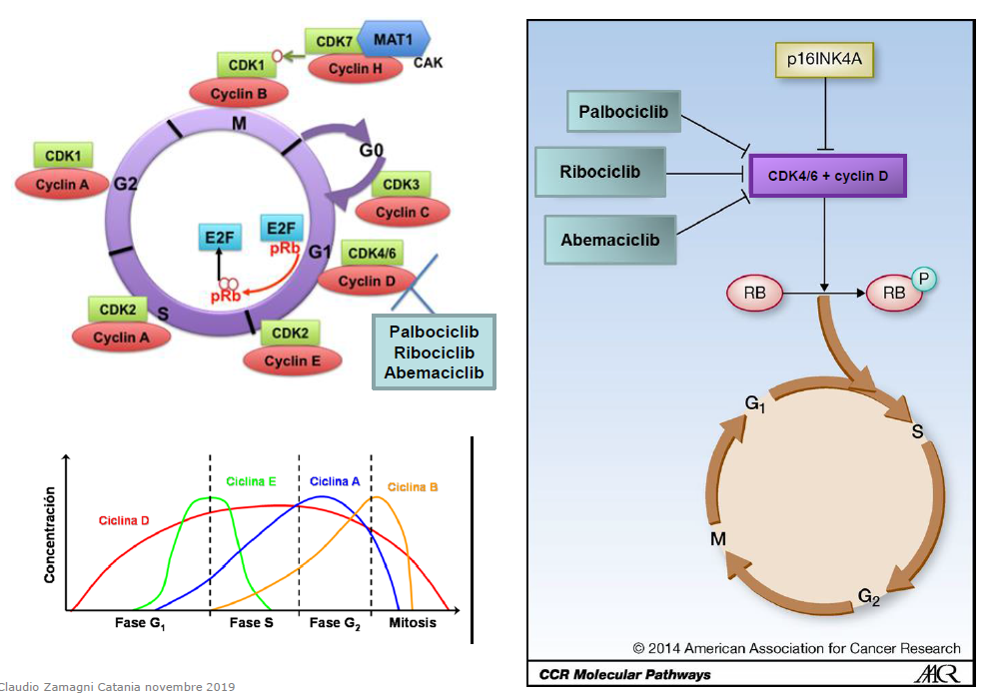 CDK7
MAT1
Cyclin H
CAK
CDK1
Cyclin B
M
G0
CDK1
Cyclin A
G2
CDK3
Cyclin C
E2F
E2F
pRb
G1
CDK4/6
Cyclin D
pRb
CDK2
Cyclin A
S
CDK2
Cyclin E
Palbociclib
Ribociclib
Abemaciclib
Concentración
Ciclina D
Ciclina E
Ciclina A
Ciclina B
Fase G1
Fase S
Fase G2
Mitosis
Claudio Zamagni Catania novembre 2019
p16INK4A
Palbociclib
Ribociclib
Abemaciclib
CDK4/6 + cyclin D
RB
RB
P
G1
S
M
G2
© 2014 American Association for Cancer Research
CCR Molecular Pathways
AACR